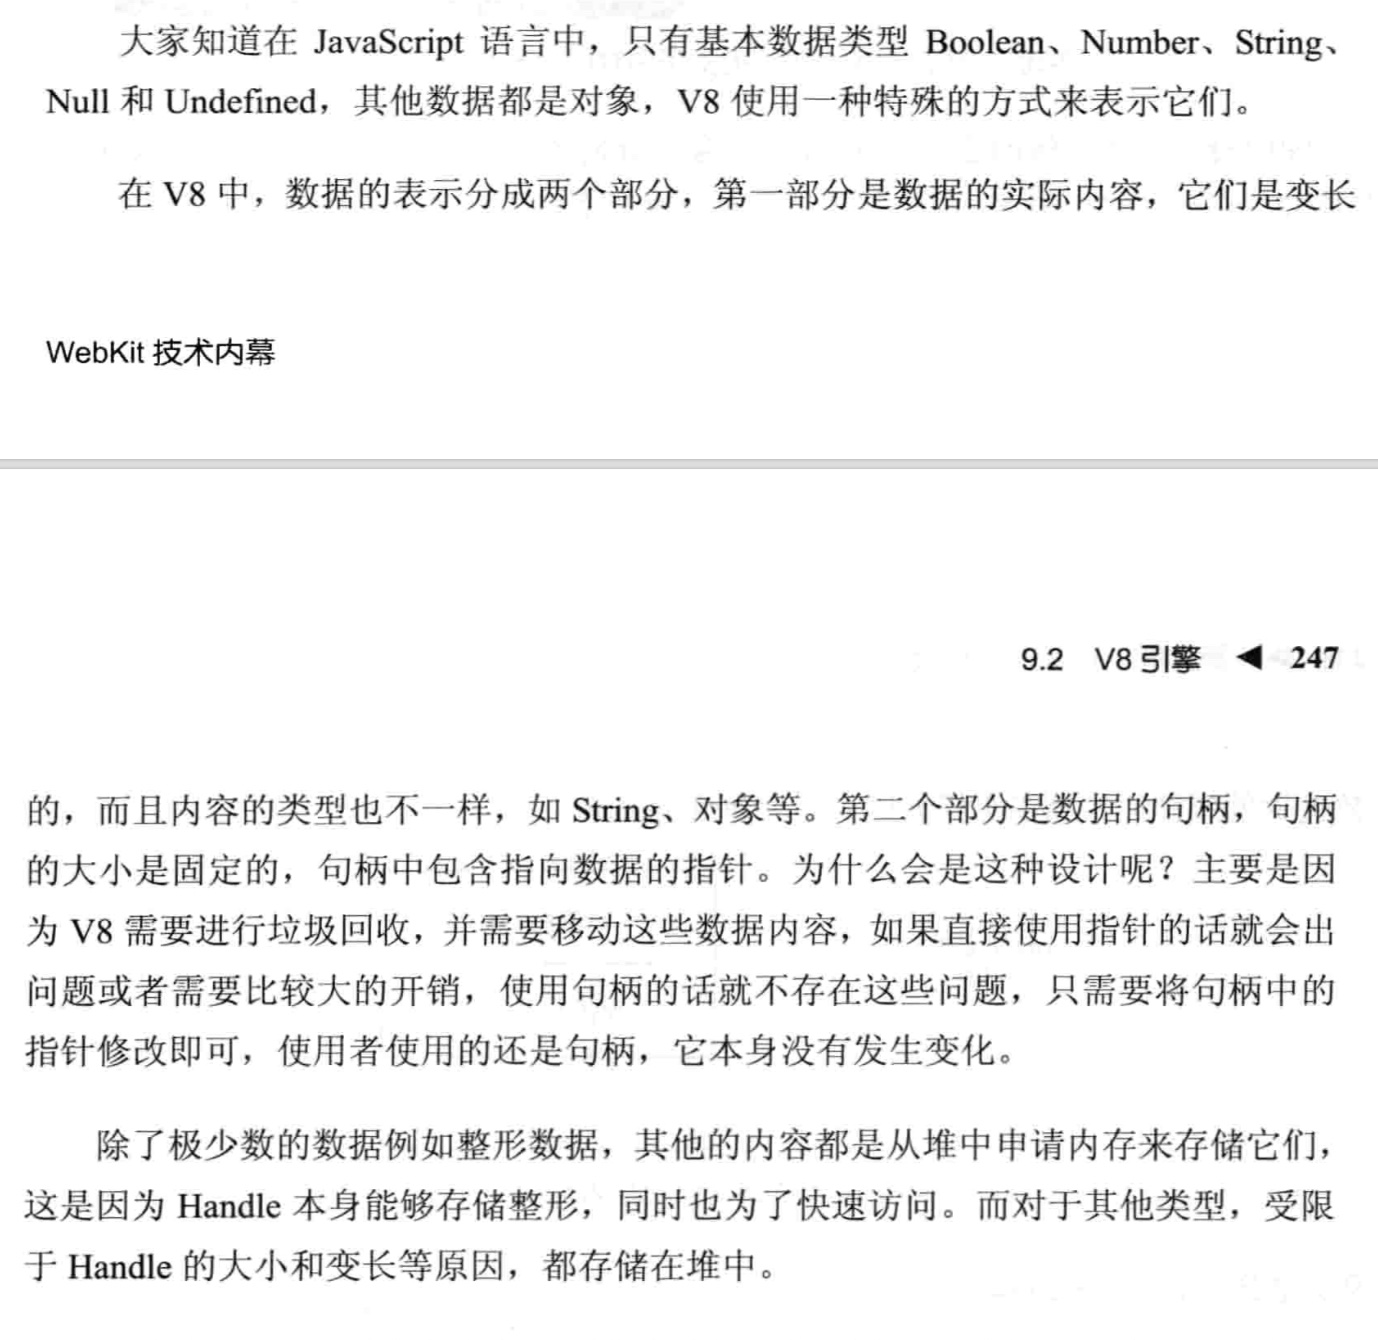 大家知道在 JavaScript 语言中，只有基本数据类型 Boolean、Number、String、
Null 和 Undefined，其他数据都是对象，V8 使用一种特殊的方式来表示它们。
在 V8 中，数据的表示分成两个部分，第一部分是数据的实际内容，它们是变长
WebKit 技术内幕
9.2 V8 引擎 ◀ 247
的，而且内容的类型也不一样，如 String、对象等。第二个部分是数据的句柄，句柄
的大小是固定的，句柄中包含指向数据的指针。为什么会是这种设计呢？主要是因
为 V8 需要进行垃圾回收，并需要移动这些数据内容，如果直接使用指针的话就会出
问题或者需要比较大的开销，使用句柄的话就不存在这些问题，只需要将句柄中的
指针修改即可，使用者使用的还是句柄，它本身没有发生变化。
除了极少数的数据例如整形数据，其他的内容都是从堆中申请内存来存储它们，
这是因为 Handle 本身能够存储整形，同时也为了快速访问。而对于其他类型，受限
于 Handle 的大小和变长等原因，都存储在堆中。